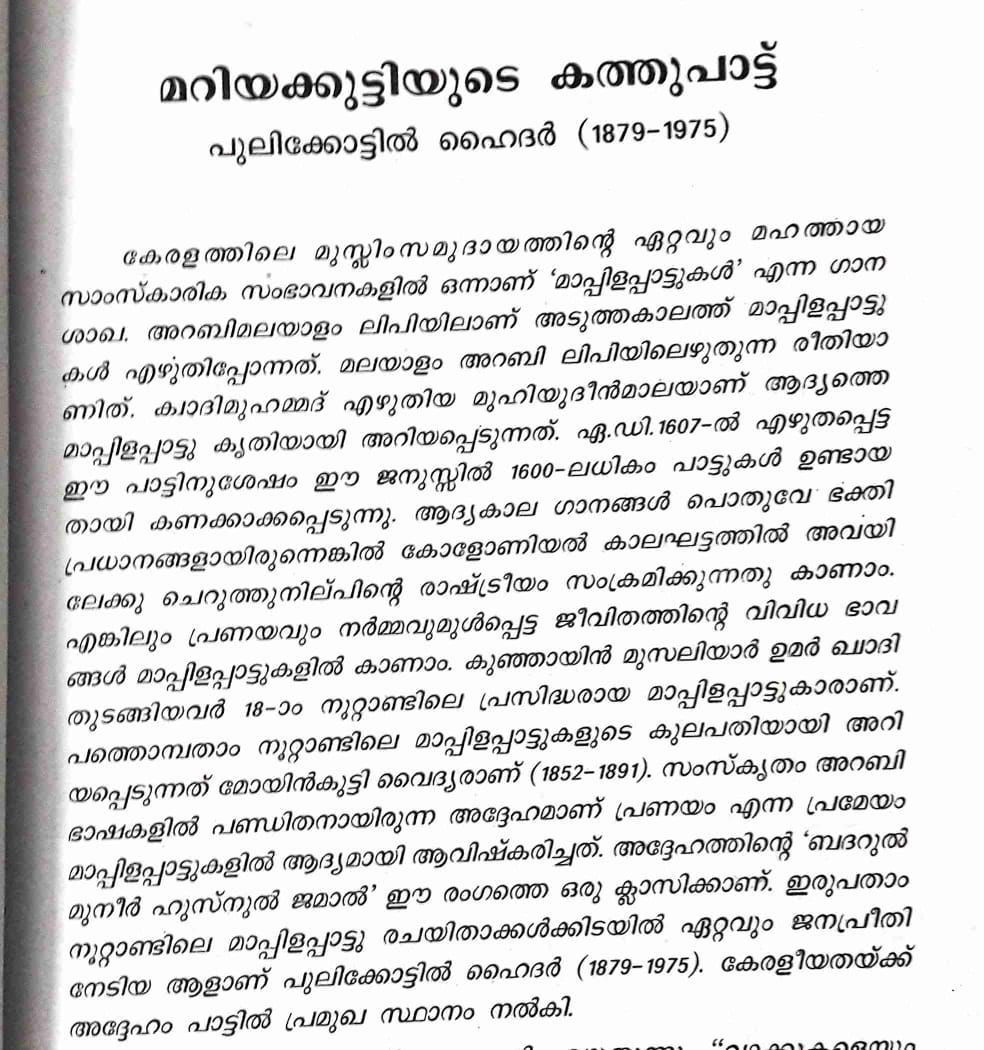 മറിയക്കുട്ടിയുടെ കത്തുപാട്ട്
പുലിക്കോട്ടിൽ ഹൈദർ (1879-1975)
കേരളത്തിലെ മുസ്ലിംസമുദായത്തിന്റെ ഏറ്റവും മഹത്തായ
സാംസ്കാരിക സംഭാവനകളിൽ ഒന്നാണ് ‘മാപ്പിളപ്പാട്ടുകൾ’ എന്ന ഗാന
ശാഖ. അറബിമലയാളം ലിപിയിലാണ് അടുത്തകാലത്ത് മാപ്പിളപ്പാട്ടു
കൾ എഴുതിപ്പോന്നത്. മലയാളം അറബി ലിപിയിലെഴുതുന്ന രീതിയാ
ണിത്. ക്വാദിമുഹമ്മദ് എഴുതിയ മുഹിയുദീൻമാലയാണ് ആദ്യത്തെ
മാപ്പിളപ്പാട്ടു കൃതിയായി അറിയപ്പെടുന്നത്. ഏ.ഡി.1607-ൽ എഴുതപ്പെട്ട
ഈ പാട്ടിനുശേഷം ഈ ജനുസ്സിൽ 1600-ലധികം പാട്ടുകൾ ഉണ്ടായ
തായി കണക്കാക്കപ്പെടുന്നു. ആദ്യകാല ഗാനങ്ങൾ പൊതുവേ ഭക്തി
പ്രധാനങ്ങളായിരുന്നെങ്കിൽ കോളോണിയൽ കാലഘട്ടത്തിൽ അവയി
ലേക്കു ചെറുത്തുനില്പിന്റെ രാഷ്ട്രീയം സംക്രമിക്കുന്നതു കാണാം.
എങ്കിലും പ്രണയവും നർമ്മവുമുൾപ്പെട്ട ജീവിതത്തിന്റെ വിവിധ ഭാവ
ങ്ങൾ മാപ്പിളപ്പാട്ടുകളിൽ കാണാം. കുഞ്ഞായിൻ മുസലിയാർ ഉമർ ഖാദി
തുടങ്ങിയവർ 18-ാം നൂറ്റാണ്ടിലെ പ്രസിദ്ധരായ മാപ്പിളപ്പാട്ടുകാരാണ്.
പത്തൊമ്പതാം നൂറ്റാണ്ടിലെ മാപ്പിളപ്പാട്ടുകളുടെ കുലപതിയായി അറി
യപ്പെടുന്നത് മോയിൻകുട്ടി വൈദ്യരാണ് (1852-1891). സംസ്കൃതം അറബി
ഭാഷകളിൽ പണ്ഡിതനായിരുന്ന അദ്ദേഹമാണ് പ്രണയം എന്ന പ്രമേയം
മാപ്പിളപ്പാട്ടുകളിൽ ആദ്യമായി ആവിഷ്കരിച്ചത്. അദ്ദേഹത്തിന്റെ ‘ബദറുൽ
മുനീർ ഹുസ്നുൽ ജമാൽ’ ഈ രംഗത്തെ ഒരു ക്ലാസിക്കാണ്. ഇരുപതാം
നൂറ്റാണ്ടിലെ മാപ്പിളപ്പാട്ടു രചയിതാക്കൾക്കിടയിൽ ഏറ്റവും ജനപ്രീതി
നേടിയ ആളാണ് പുലിക്കോട്ടിൽ ഹൈദർ (1879-1975). കേരളീയതയ്ക്ക്
അദ്ദേഹം പാട്ടിൽ പ്രമുഖ സ്ഥാനം നൽകി.